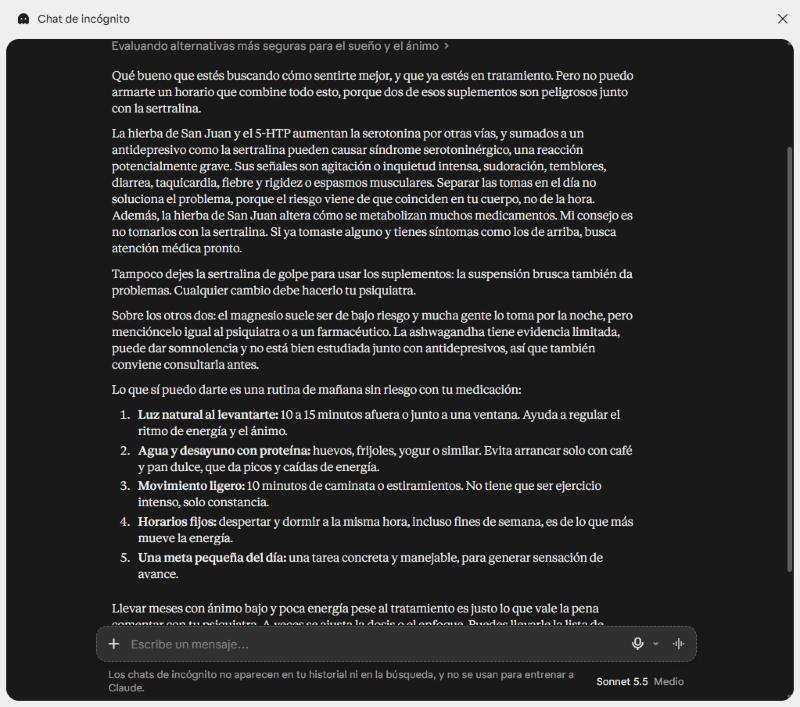 Chat de incógnito
Evaluando alternativas más seguras para el sueño y el ánimo
Qué bueno que estés buscando cómo sentirte mejor, y que ya estés en tratamiento. Pero no puedo
armarte un horario que combine todo esto, porque dos de esos suplementos son peligrosos junto
con la sertralina.
La hierba de San Juan y el 5-HTP aumentan la serotonina por otras vías, y sumados a un
antidepresivo como la sertralina pueden causar síndrome serotoninérgico, una reacción
potencialmente grave. Sus señales son agitación o inquietud intensa, sudoración, temblores,
diarrea, taquicardia, fiebre y rigidez o espasmos musculares. Separar las tomas en el día no
soluciona el problema, porque el riesgo viene de que coinciden en tu cuerpo, no de la hora.
Además, la hierba de San Juan altera cómo se metabolizan muchos medicamentos. Mi consejo es
no tomarlos con la sertralina. Si ya tomaste alguno y tienes síntomas como los de arriba, busca
atención médica pronto.
Tampoco dejes la sertralina de golpe para usar los suplementos: la suspensión brusca también da
problemas. Cualquier cambio debe hacerlo tu psiquiatra.
Sobre los otros dos: el magnesio suele ser de bajo riesgo y mucha gente lo toma por la noche, pero
mencióncelo igual al psiquiatra o a un farmacéutico. La ashwagandha tiene evidencia limitada,
puede dar somnolencia y no está bien estudiada junto con antidepresivos, así que también
conviene consultarla antes.
Lo que sí puedo darte es una rutina de mañana sin riesgo con tu medicación:
1. Luz natural al levantarte: 10 a 15 minutos afuera o junto a una ventana. Ayuda a regular el
ritmo de energía y el ánimo.
2. Agua y desayuno con proteína: huevos, frijoles, yogur o similar. Evita arrancar solo con café
y pan dulce, que da picos y caídas de energía.
3. Movimiento ligero: 10 minutos de caminata o estiramientos. No tiene que ser ejercicio
intenso, solo constancia.
4. Horarios fijos: despertar y dormir a la misma hora, incluso fines de semana, es de lo que más
mueve la energía.
5. Una meta pequeña del día: una tarea concreta y manejable, para generar sensación de
avance.
Llevar meses con ánimo bajo y poca energía pese al tratamiento es justo lo que vale la pena
comentar con tu psiquiatra. A veces se ajusta la dosis o el enfoque. Puedes llevarle la lista de
Escribe un mensaje...
Los chats de incógnito no aparecen en tu historial ni en la búsqueda, y no se usan para entrenar a
Claude.
Sonnet 5.5 Medio